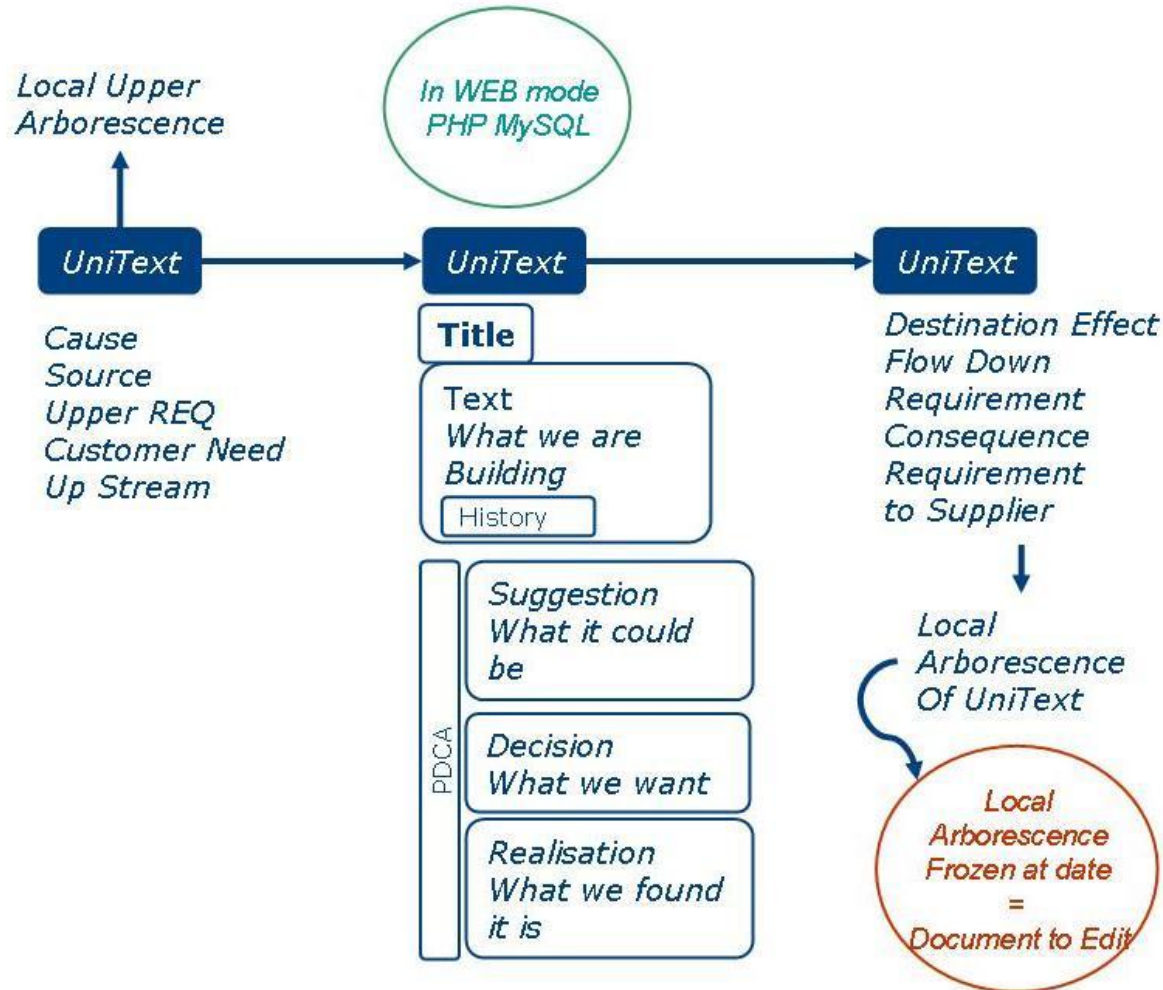 Local Upper
Arborescence
In WEB mode
PHP MySQL
UniText
UniText
UniText
Cause
Source
Upper REQ
Customer Need
Up Stream
Title
Text
What we are
Building
History
PDCA
Suggestion
What it could
be
Decision
What we want
Realisation
What we found
it is
Destination Effect
Flow Down
Requirement
Consequence
Requirement
to Supplier
Local
Arborescence
Of UniText
Local
Arborescence
Frozen at date
=
Document to Edit